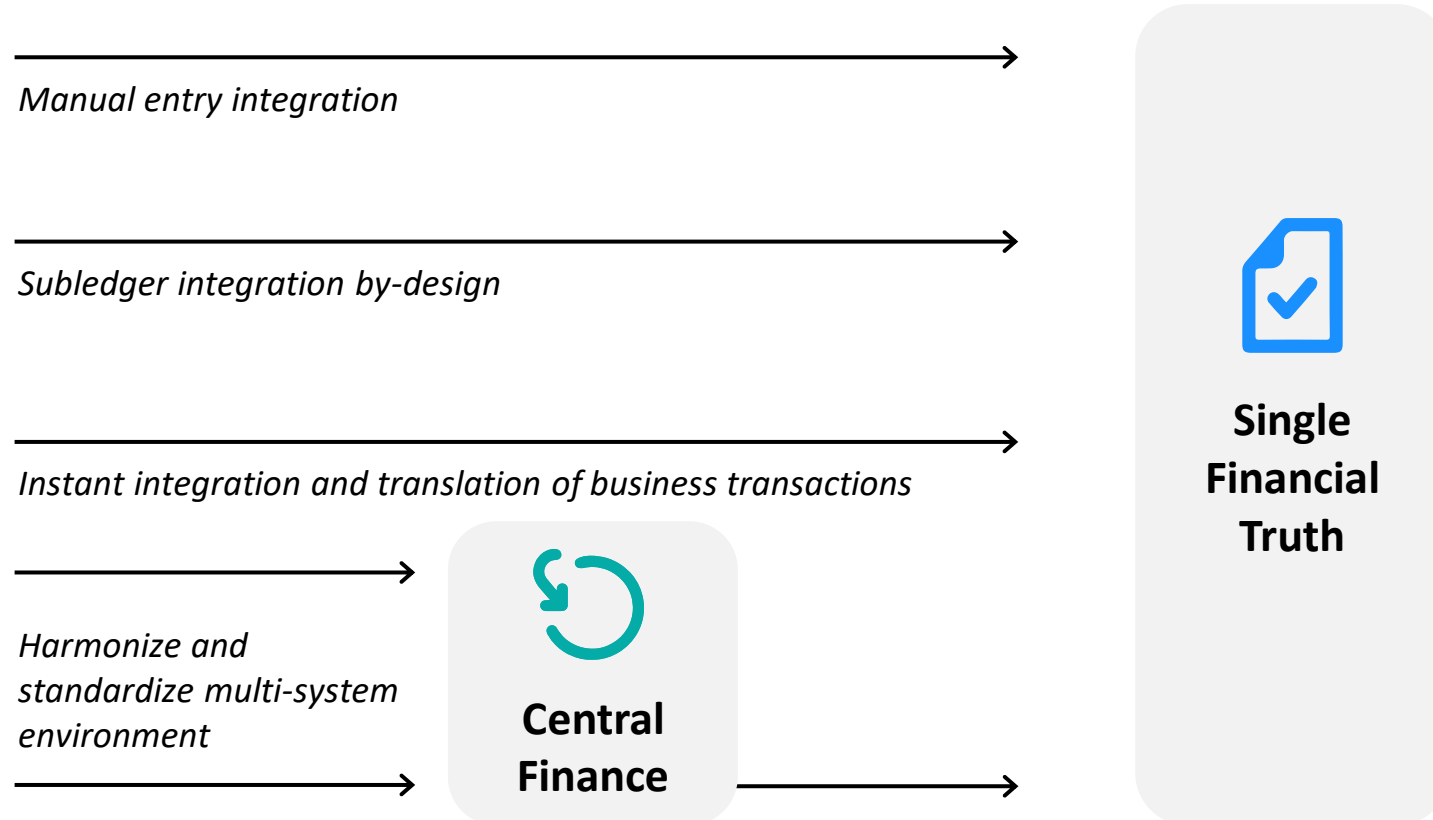 Manual entry integration
Subledger integration by-design
Instant integration and translation of business transactions
Harmonize and
standardize multi-system
environment
Central
Finance
Single
Financial
Truth